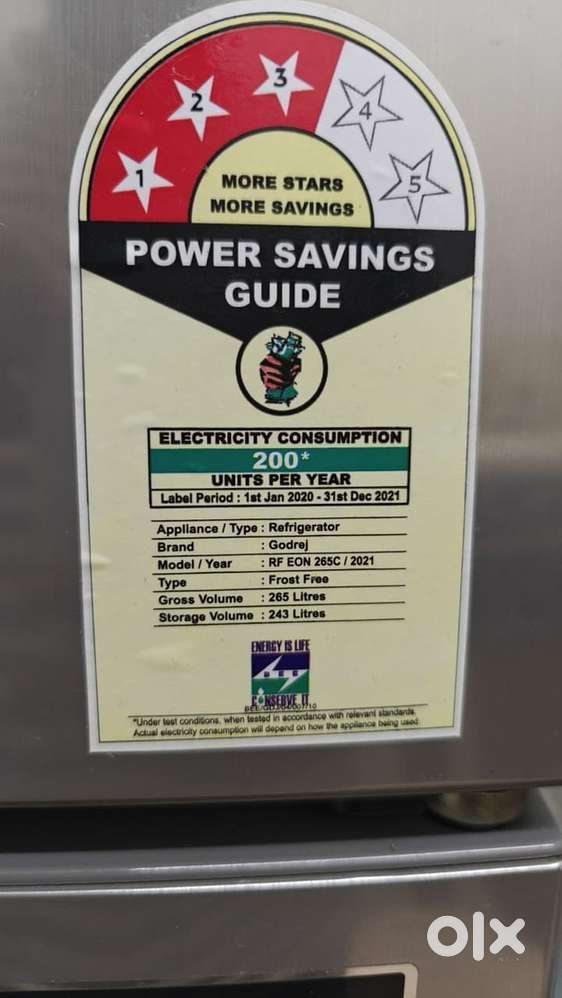 1 2 3 4 5
MORE STARS
MORE SAVINGS
POWER SAVINGS
GUIDE
ELECTRICITY CONSUMPTION
200*
UNITS PER YEAR
Label Period : 1st Jan 2020 - 31st Dec 2021
Appliance / Type : Refrigerator
Brand : Godrej
Model / Year : RF EON 265C / 2021
Type : Frost Free
Gross Volume : 265 Litres
Storage Volume : 243 Litres
ENERGY IS LIFE
BEE
CONSERVE IT
*Under test conditions, when tested in accordance with relevant standards.
Actual electricity consumption will depend on how the appliance being used.
olx